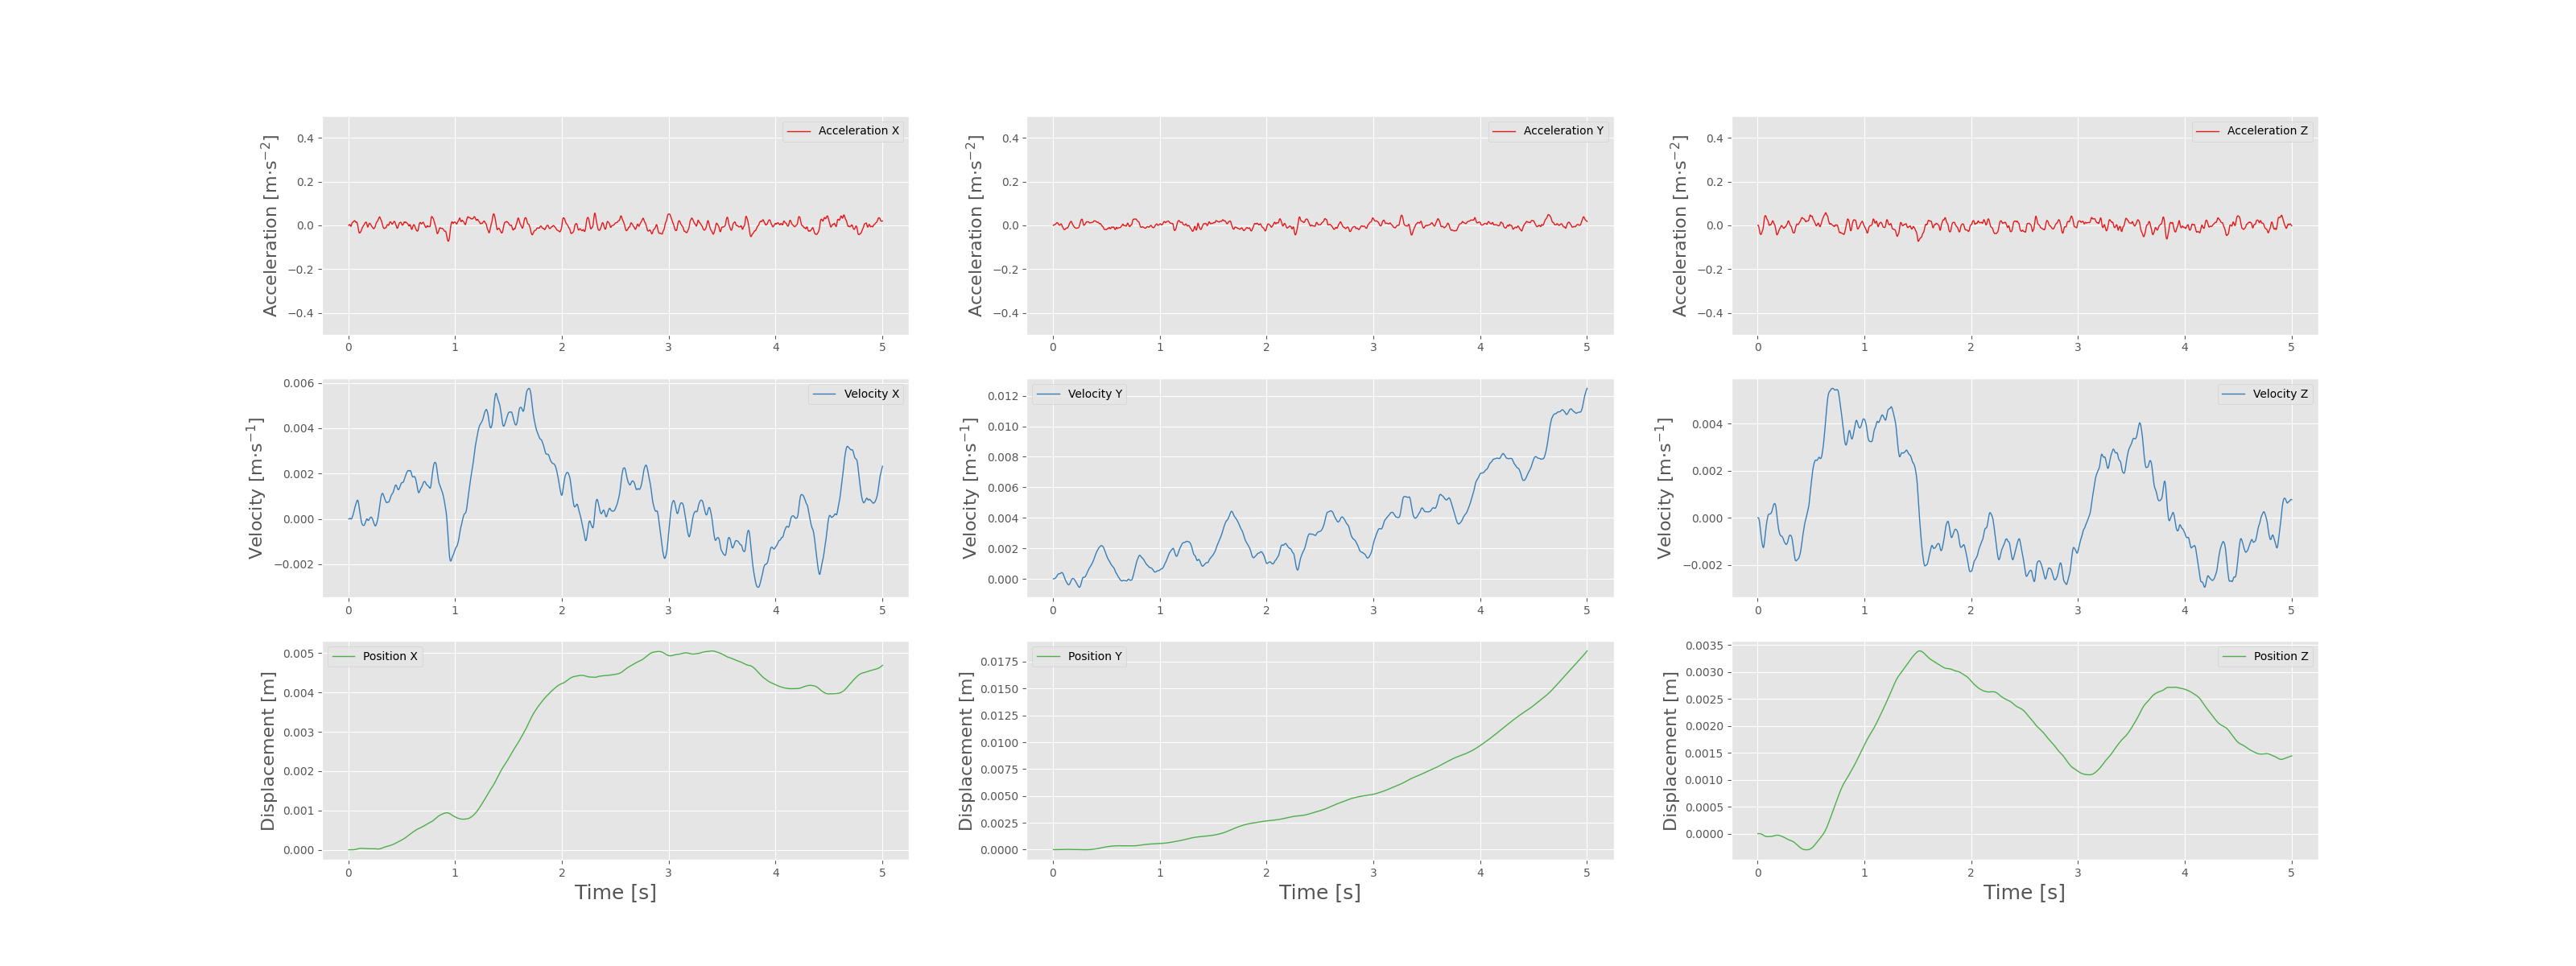 Acceleration [m·s⁻²]
0.4
0.2
0.0
−0.2
−0.4
Acceleration X
0 1 2 3 4 5
Acceleration [m·s⁻²]
0.4
0.2
0.0
−0.2
−0.4
Acceleration Y
0 1 2 3 4 5
Acceleration [m·s⁻²]
0.4
0.2
0.0
−0.2
−0.4
Acceleration Z
0 1 2 3 4 5
Velocity [m·s⁻¹]
0.006
0.004
0.002
0.000
−0.002
Velocity X
0 1 2 3 4 5
Velocity [m·s⁻¹]
0.012
0.010
0.008
0.006
0.004
0.002
0.000
Velocity Y
0 1 2 3 4 5
Velocity [m·s⁻¹]
0.004
0.002
0.000
−0.002
Velocity Z
0 1 2 3 4 5
Displacement [m]
0.005
0.004
0.003
0.002
0.001
0.000
Position X
0 1 2 3 4 5
Time [s]
Displacement [m]
0.0175
0.0150
0.0125
0.0100
0.0075
0.0050
0.0025
0.0000
Position Y
0 1 2 3 4 5
Time [s]
Displacement [m]
0.0035
0.0030
0.0025
0.0020
0.0015
0.0010
0.0005
0.0000
Position Z
0 1 2 3 4 5
Time [s]